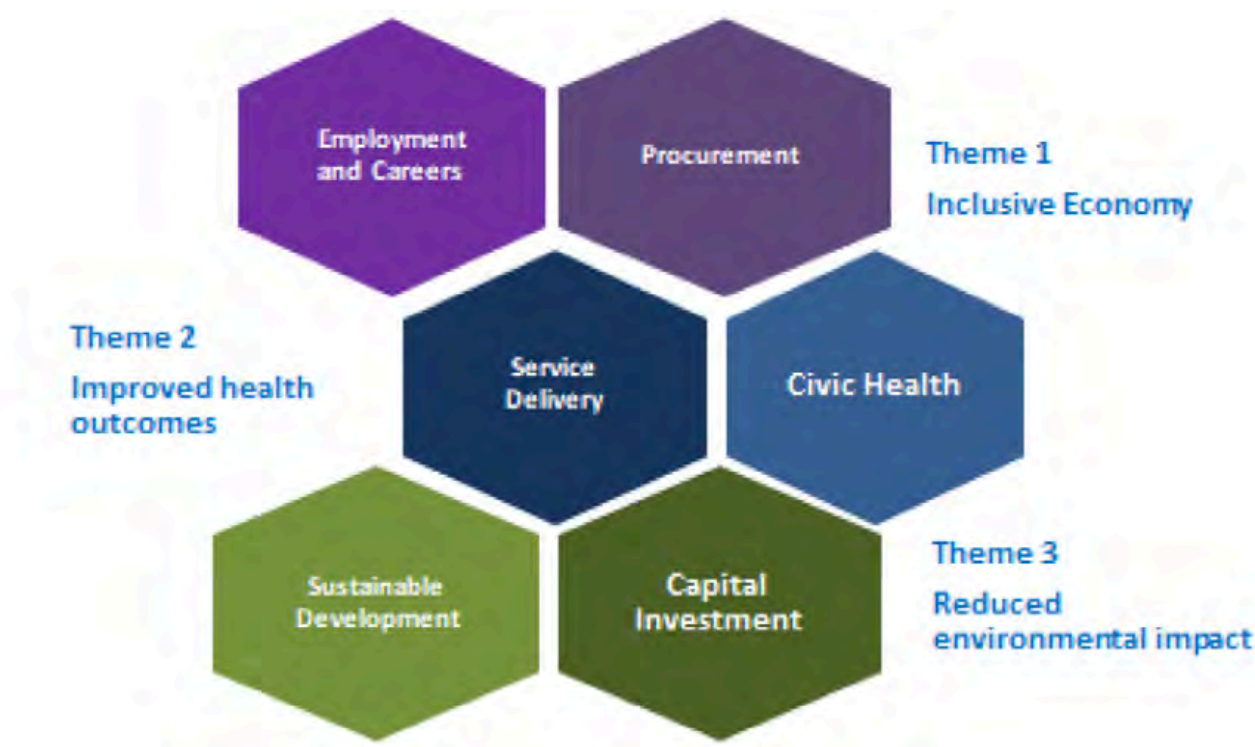 Employment
and Careers
Procurement
Theme 1
Inclusive Economy
Theme 2
Improved health
outcomes
Service
Delivery
Civic Health
Sustainable
Development
Capital
Investment
Theme 3
Reduced
environmental impact